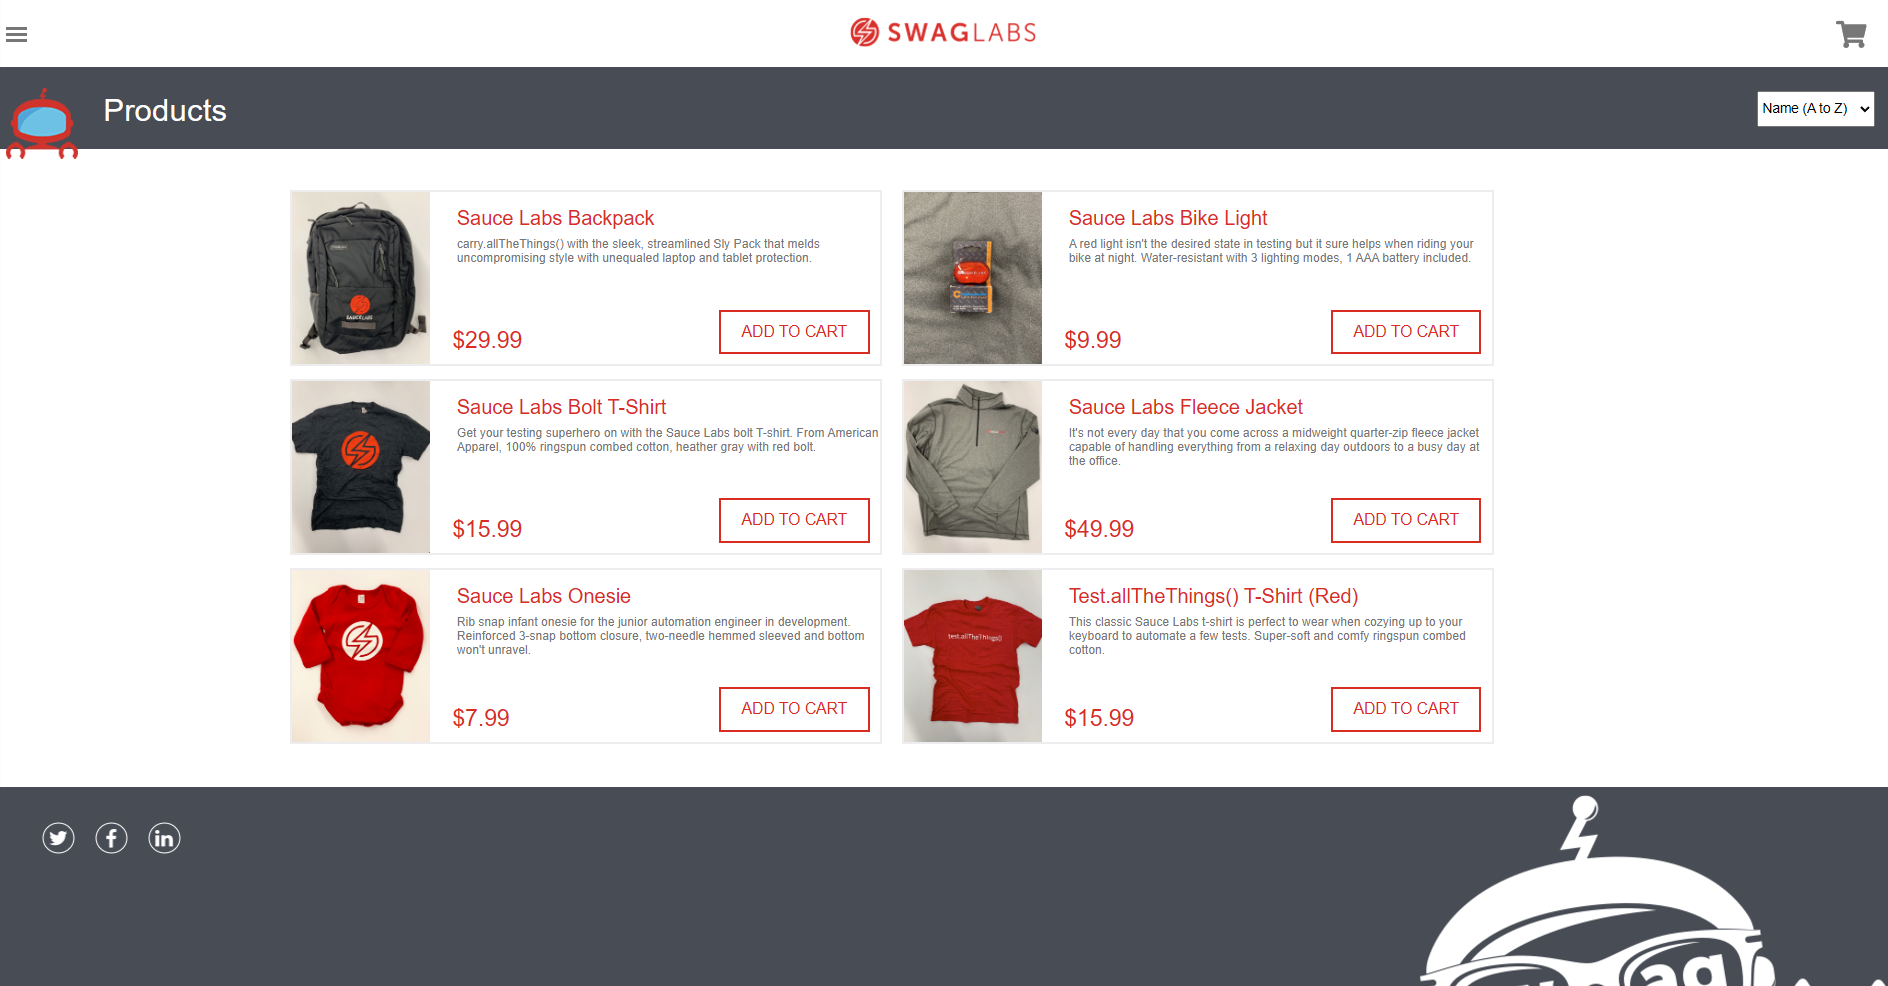 SWAGLABS
Products
Name (A to Z)
Sauce Labs Backpack
carry.allTheThings() with the sleek, streamlined Sly Pack that melds
uncompromising style with unequaled laptop and tablet protection.
$29.99
ADD TO CART
SAUCELABS
Sauce Labs Bike Light
A red light isn't the desired state in testing but it sure helps when riding your
bike at night. Water-resistant with 3 lighting modes, 1 AAA battery included.
$9.99
ADD TO CART
Sauce Labs Bolt T-Shirt
Get your testing superhero on with the Sauce Labs bolt T-shirt. From American
Apparel, 100% ringspun combed cotton, heather gray with red bolt.
$15.99
ADD TO CART
Sauce Labs Fleece Jacket
It's not every day that you come across a midweight quarter-zip fleece jacket
capable of handling everything from a relaxing day outdoors to a busy day at
the office.
$49.99
ADD TO CART
Sauce Labs Onesie
Rib snap infant onesie for the junior automation engineer in development.
Reinforced 3-snap bottom closure, two-needle hemmed sleeved and bottom
won't unravel.
$7.99
ADD TO CART
test.allTheThings()
Test.allTheThings() T-Shirt (Red)
This classic Sauce Labs t-shirt is perfect to wear when cozying up to your
keyboard to automate a few tests. Super-soft and comfy ringspun combed
cotton.
$15.99
ADD TO CART